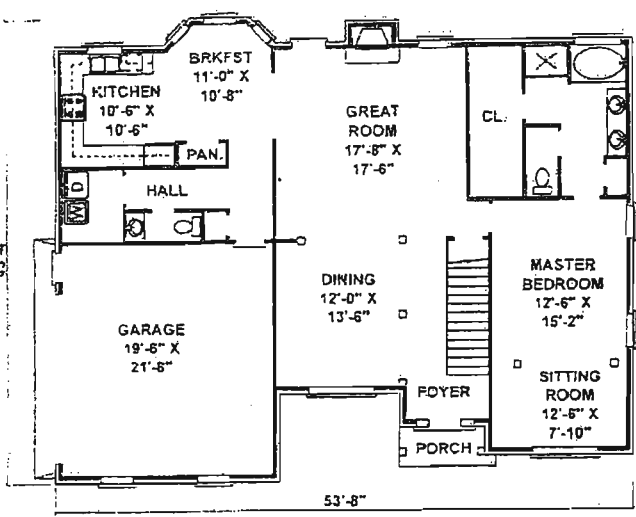 BRKFST
11'-0" X
10'-8"
KITCHEN
10'-6" X
10'-6"
GREAT
ROOM
17'-8" X
17'-6"
CL.
PAN.
HALL
D
W
DINING
12'-0" X
13'-6"
MASTER
BEDROOM
12'-6" X
15'-2"
GARAGE
19'-6" X
21'-6"
SITTING
ROOM
12'-6" X
7'-10"
FOYER
PORCH
53'-8"